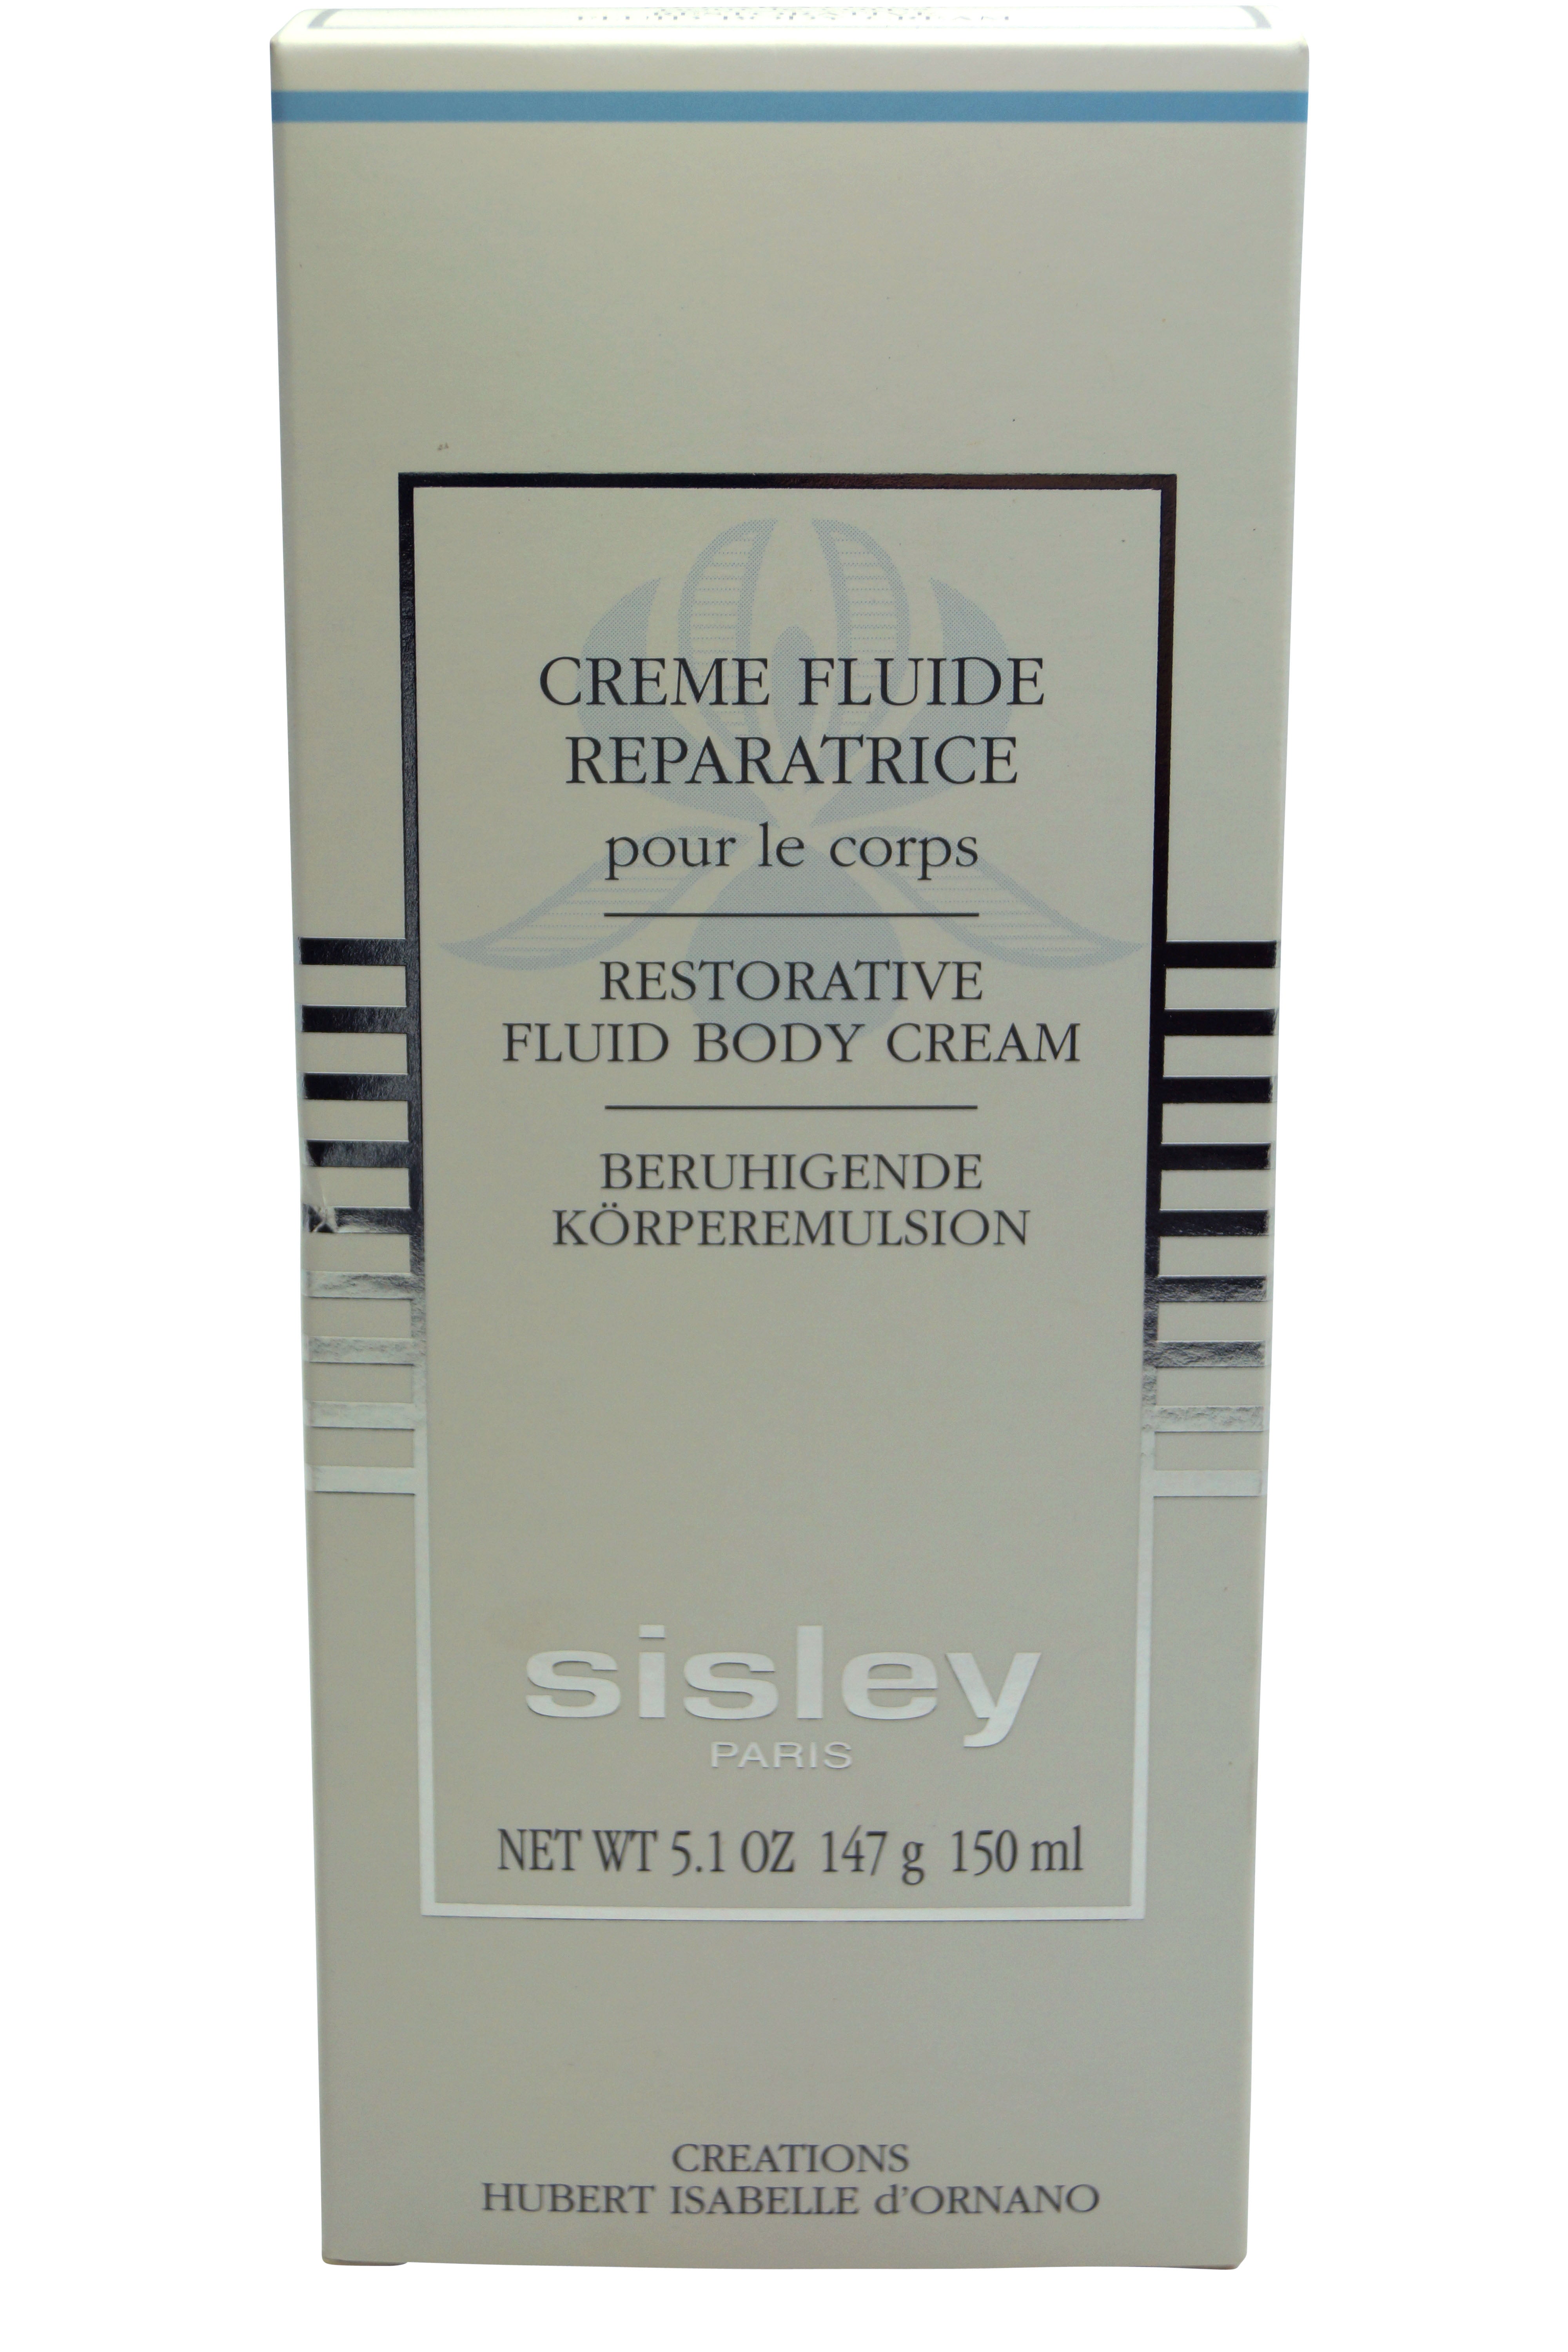 CREME FLUIDE
REPARATRICE
pour le corps
RESTORATIVE
FLUID BODY CREAM
BERUHIGENDE
KÖRPEREMULSION
sisley
PARIS
NET WT 5.1 OZ 147 g 150 ml
CREATIONS
HUBERT ISABELLE d'ORNANO